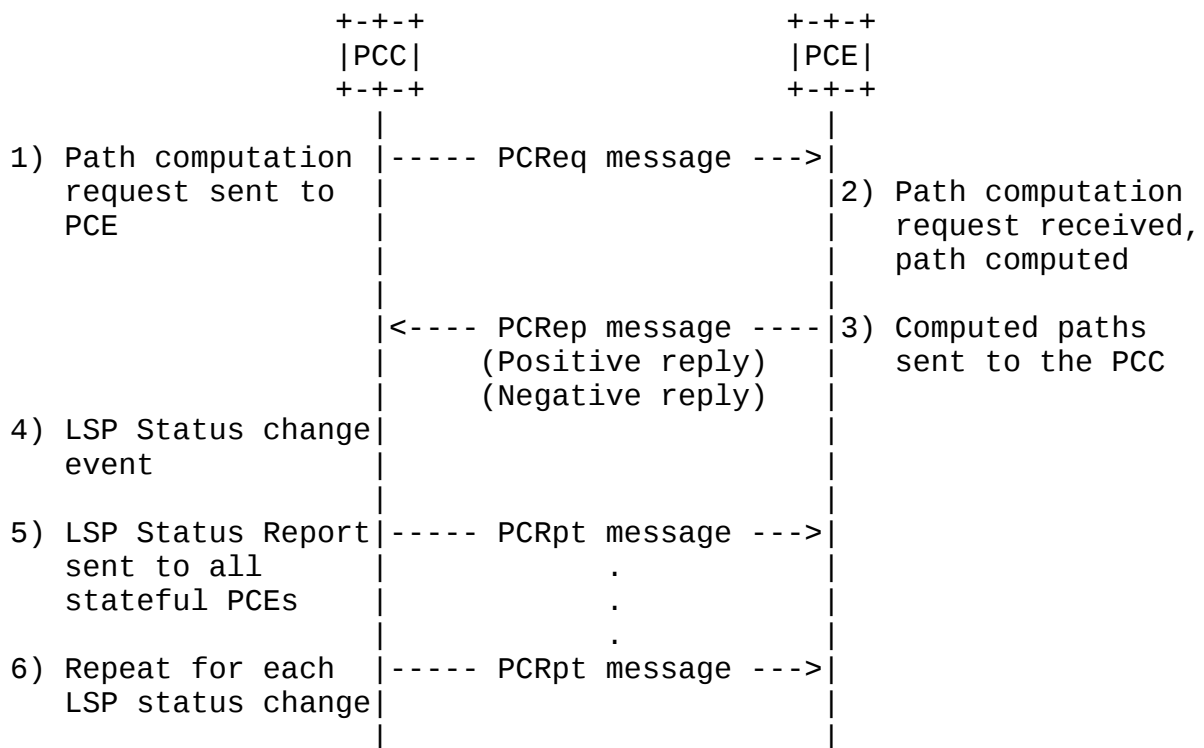 +-+-+                    +-+-+
|PCC|                    |PCE|
+-+-+                    +-+-+
|                        |
1) Path computation |----- PCReq message --->|
request sent to     |                        |2) Path computation
PCE                 |                        |   request received,
|                        |   path computed
|                        |
|<---- PCRep message ----|3) Computed paths
|     (Positive reply)   |   sent to the PCC
|     (Negative reply)   |
4) LSP Status change|                        |
event               |                        |
|                        |
5) LSP Status Report|----- PCRpt message --->|
sent to all         |            .           |
stateful PCEs       |            .           |
|            .           |
6) Repeat for each  |----- PCRpt message --->|
LSP status change|                        |
|                        |